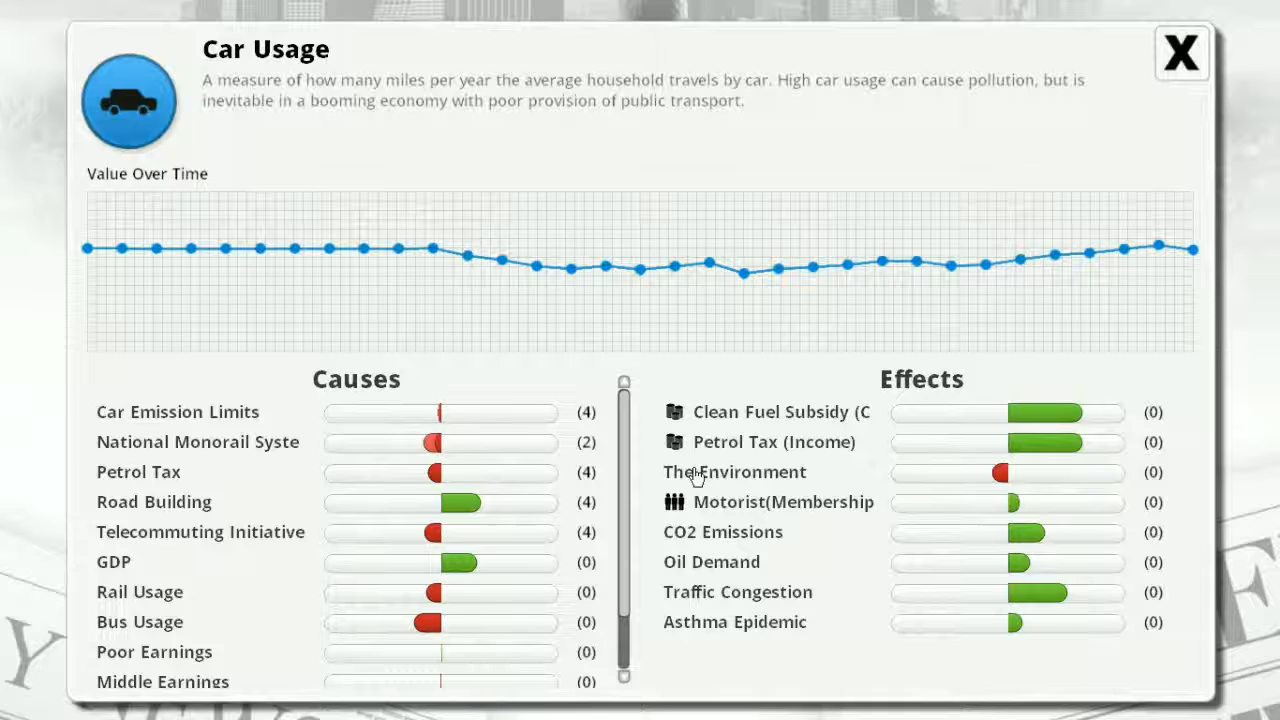 Car Usage
X
A measure of how many miles per year the average household travels by car. High car usage can cause pollution, but is
inevitable in a booming economy with poor provision of public transport.
Value Over Time
Causes
Effects
Car Emission Limits (4)
Clean Fuel Subsidy (C (0)
National Monorail Syste (2)
Petrol Tax (Income) (0)
Petrol Tax (4)
The Environment (0)
Road Building (4)
Motorist(Membership (0)
Telecommuting Initiative (4)
CO2 Emissions (0)
GDP (0)
Oil Demand (0)
Rail Usage (0)
Traffic Congestion (0)
Bus Usage (0)
Asthma Epidemic (0)
Poor Earnings (0)
Middle Earnings (0)